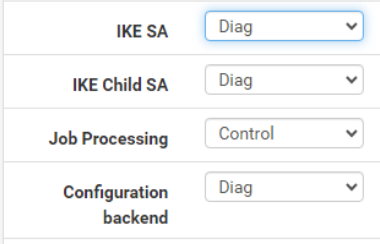 IKE SA Diag
IKE Child SA Diag
Job Processing Control
Configuration Diag
backend